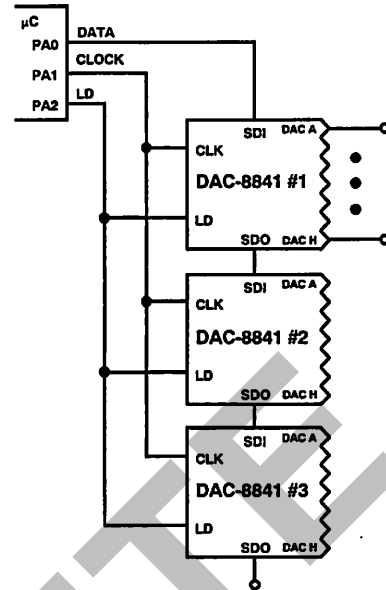 µC
DATA
PA0
CLOCK
PA1
LD
PA2
SDI DAC A
CLK
DAC-8841 #1
LD
SDO DAC H
SDI DAC A
CLK
DAC-8841 #2
LD
SDO DAC H
SDI DAC A
CLK
DAC-8841 #3
LD
SDO DAC H
TE